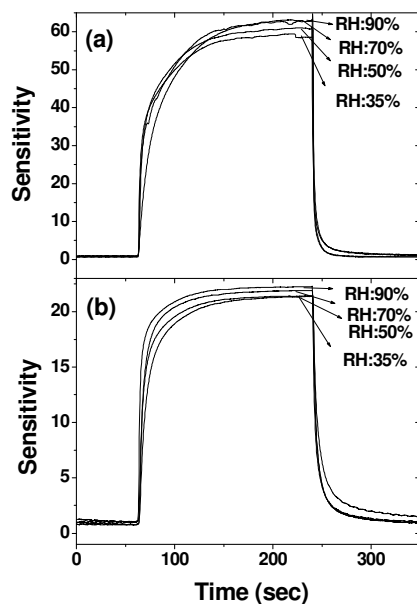 (a)
RH:90%
RH:70%
RH:50%
RH:35%
Sensitivity
60
50
40
30
20
10
0
(b)
RH:90%
RH:70%
RH:50%
RH:35%
Sensitivity
20
15
10
5
0
0 100 200 300
Time (sec)